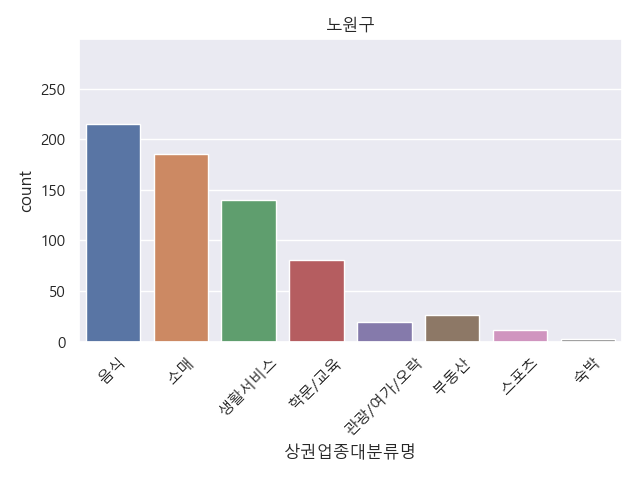 노원구
count
250
200
150
100
50
0
음식
소매
생활서비스
학문/교육
관광/여가/오락
부동산
스포츠
숙박
상권업종대분류명